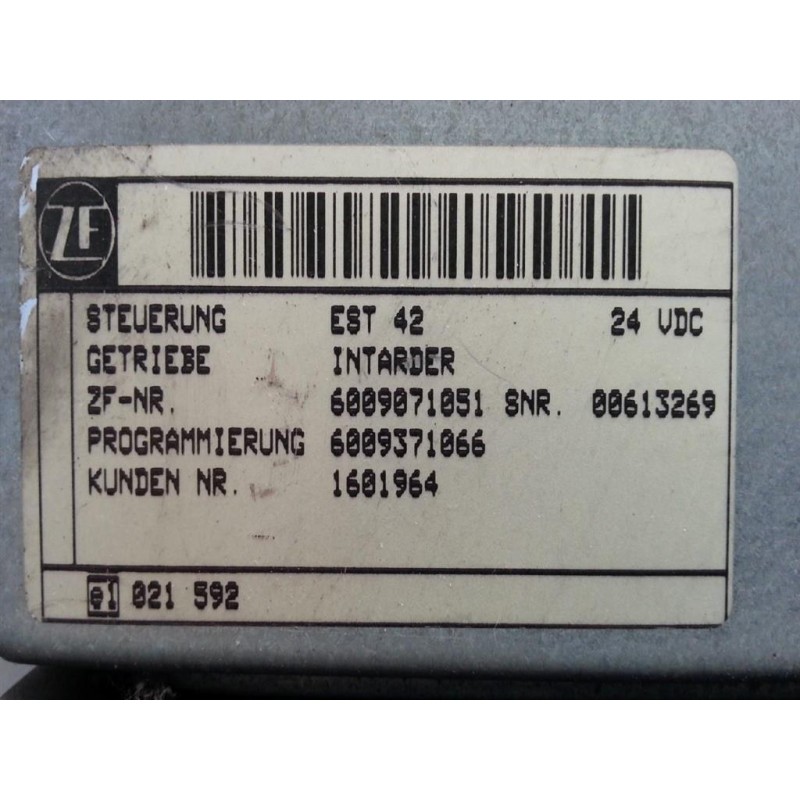 ZF
STEUERUNG EST 42 24 VDC
GETRIEBE INTARDER
ZF-NR. 6009071051 SNR. 00613269
PROGRAMMIERUNG 6009371066
KUNDEN NR. 1601964
e1 021 592